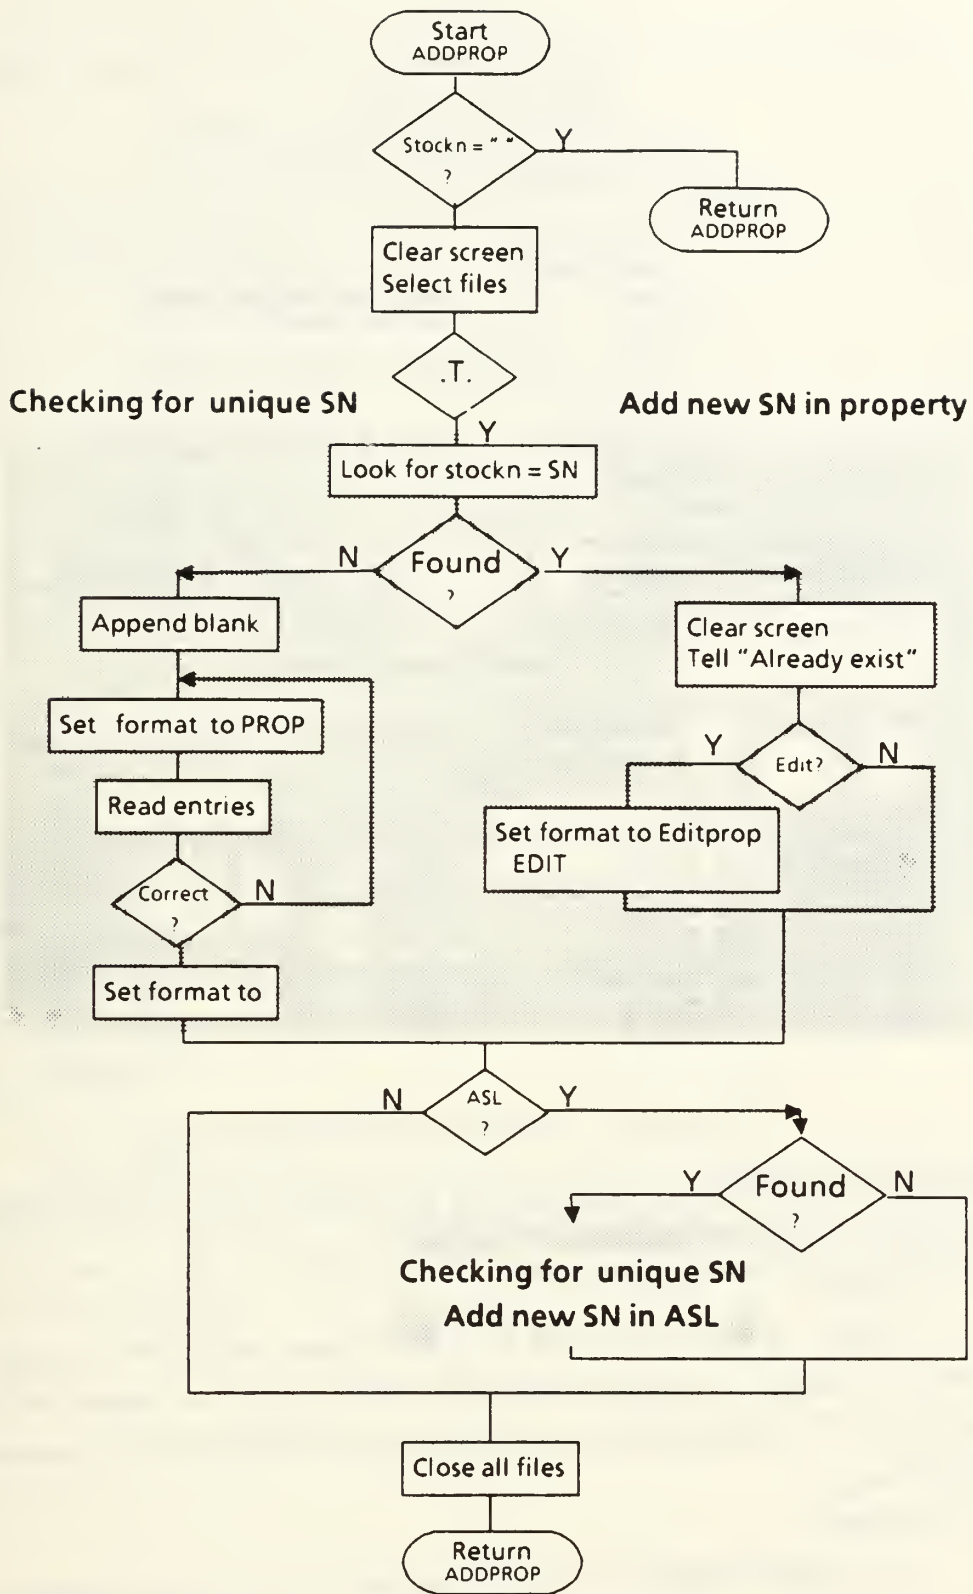 Start
ADDPROP
Stockn = " "
?
Y
Return
ADDPROP
Clear screen
Select files
.T.
Checking for unique SN
Add new SN in property
Y
Look for stockn = SN
N
Found
?
Y
Append blank
Clear screen
Tell "Already exist"
Set format to PROP
Y
Edit?
N
Read entries
Set format to Editprop
EDIT
Correct
?
N
Set format to
N
ASL
?
Y
Y
Found
?
N
Checking for unique SN
Add new SN in ASL
Close all files
Return
ADDPROP